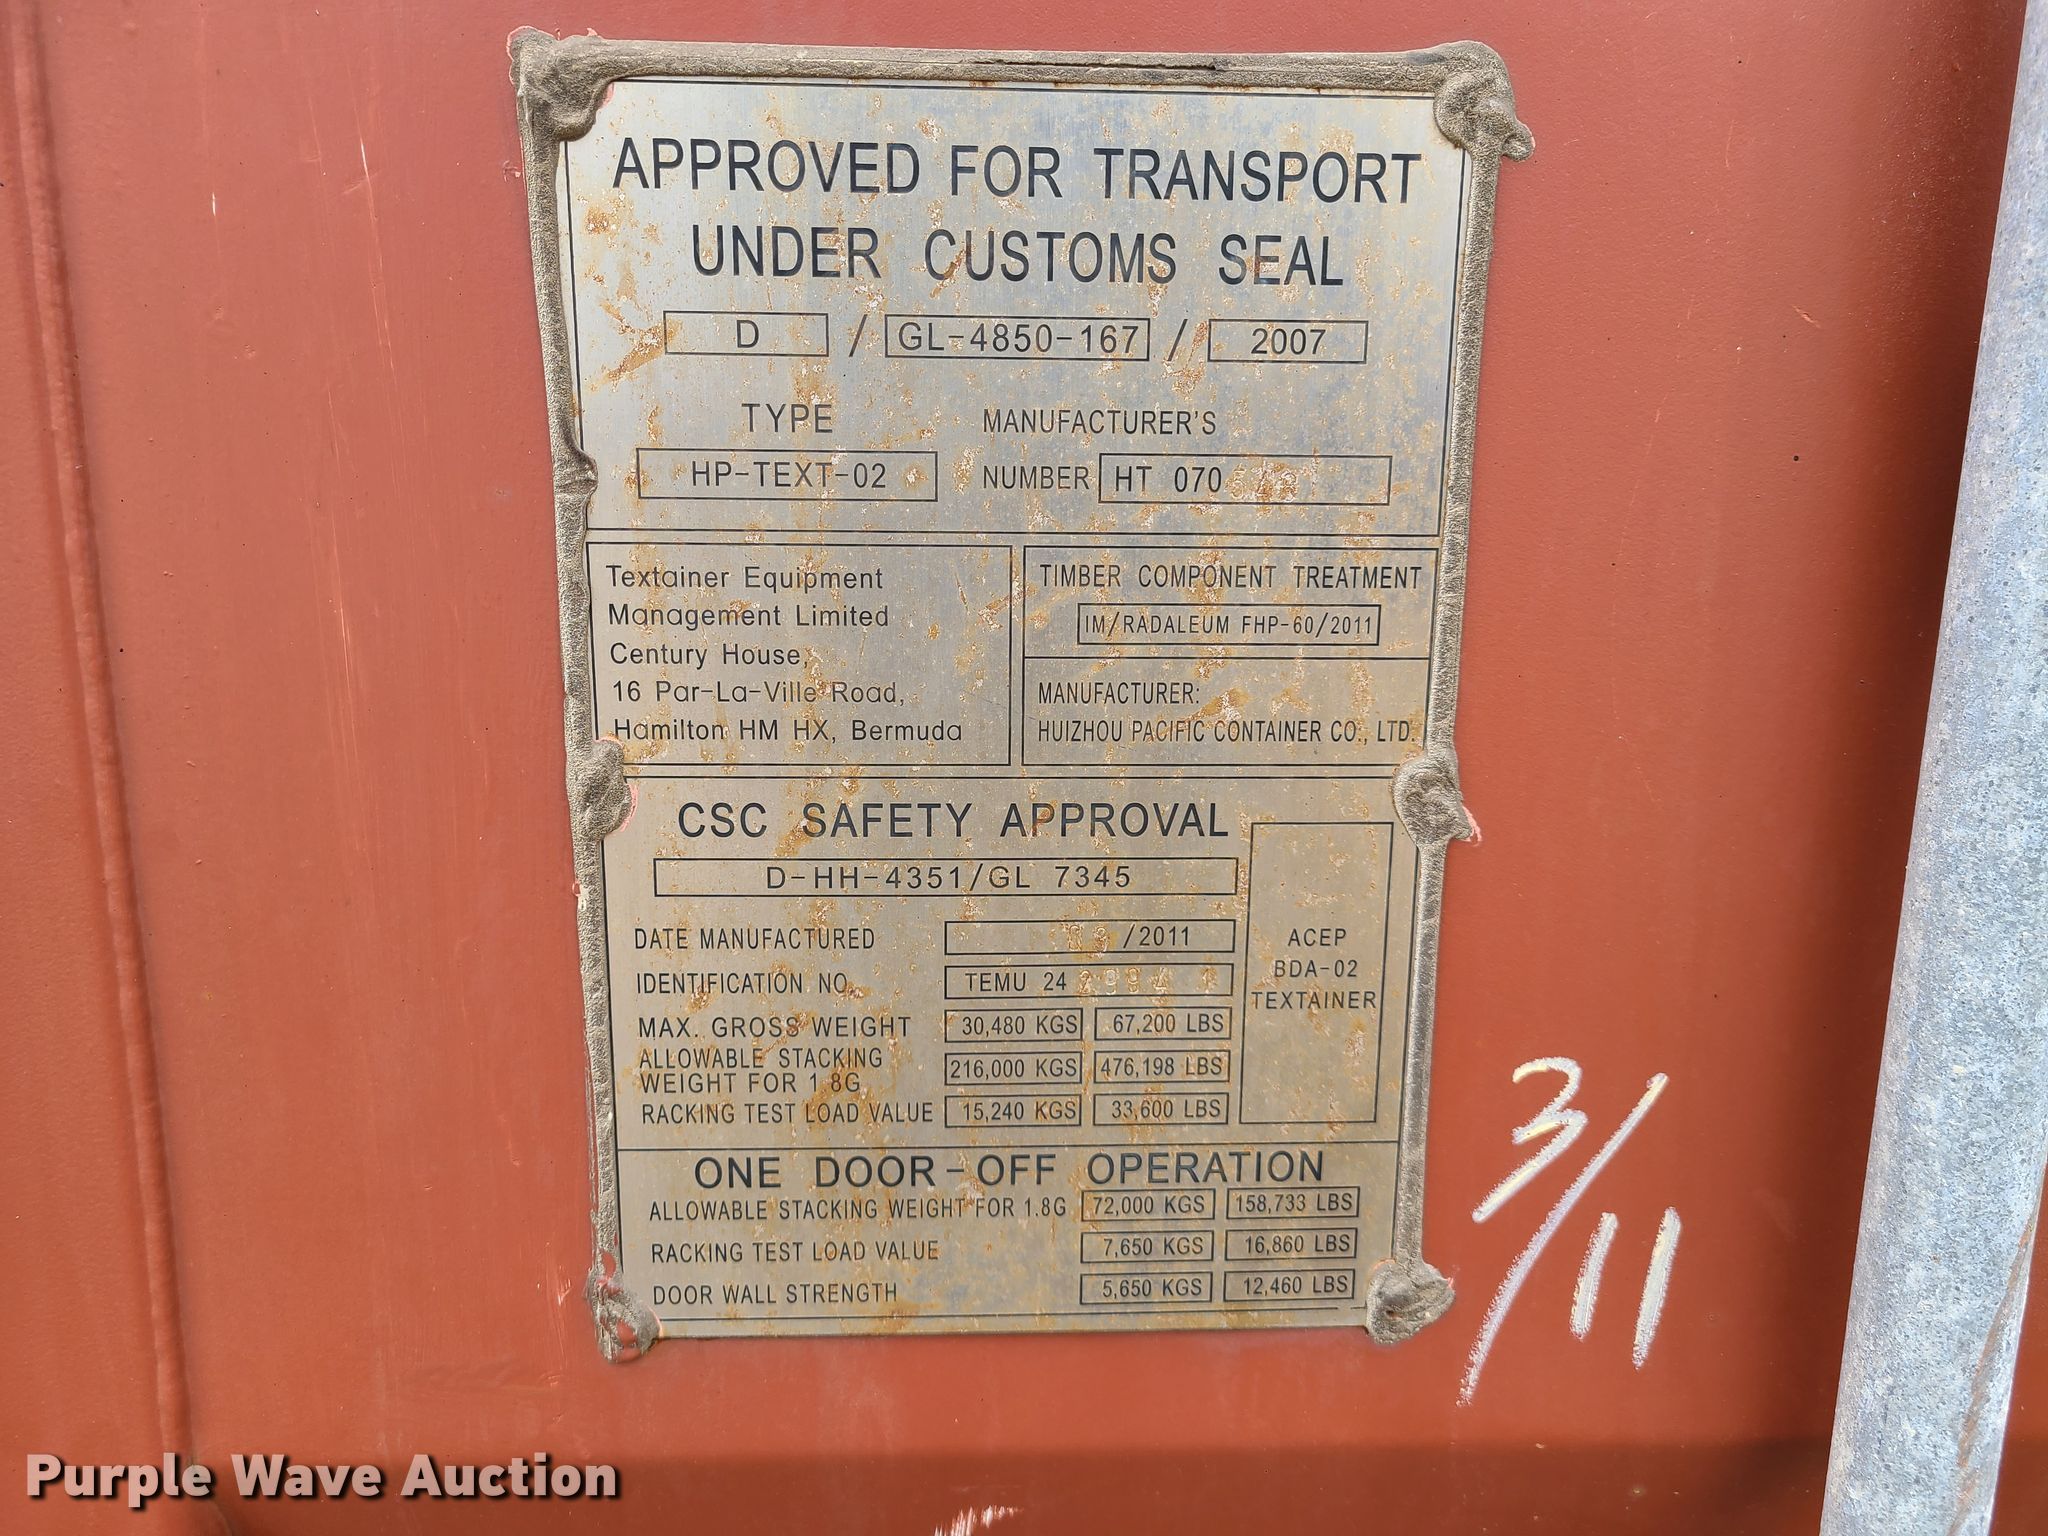 APPROVED FOR TRANSPORT
UNDER CUSTOMS SEAL
D / GL-4850-167 / 2007
TYPE MANUFACTURER'S
HP-TEXT-02 NUMBER HT 070
Textainer Equipment
Management Limited
Century House,
16 Par-La-Ville Road,
Hamilton HM HX, Bermuda
TIMBER COMPONENT TREATMENT
IM/RADALEUM FHP-60/2011
MANUFACTURER:
HUIZHOU PACIFIC CONTAINER CO., LTD.
CSC SAFETY APPROVAL
D-HH-4351/GL 7345
DATE MANUFACTURED /2011
IDENTIFICATION NO. TEMU 24
MAX. GROSS WEIGHT 30,480 KGS 67,200 LBS
ALLOWABLE STACKING
WEIGHT FOR 1.8G 216,000 KGS 476,198 LBS
RACKING TEST LOAD VALUE 15,240 KGS 33,600 LBS
ACEP
BDA-02
TEXTAINER
ONE DOOR-OFF OPERATION
ALLOWABLE STACKING WEIGHT FOR 1.8G 72,000 KGS 158,733 LBS
RACKING TEST LOAD VALUE 7,650 KGS 16,860 LBS
DOOR WALL STRENGTH 5,650 KGS 12,460 LBS
3/11
Purple Wave Auction